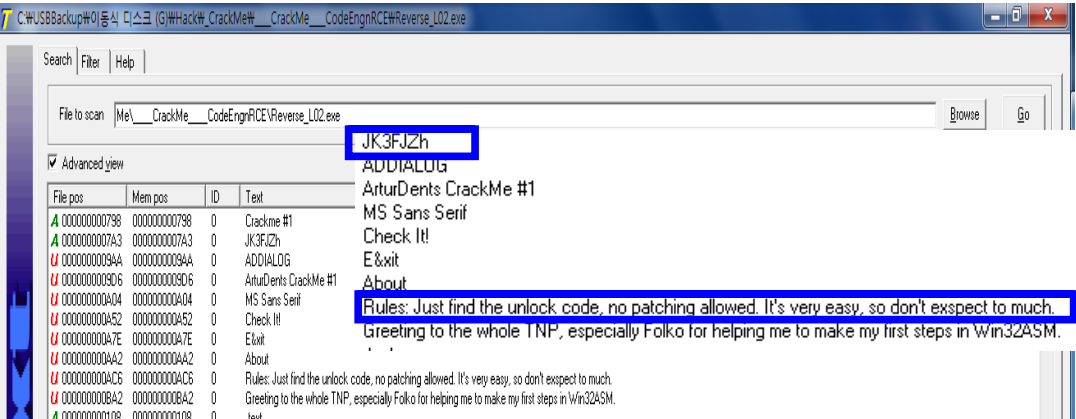 C:₩USBBackup₩이동식 디스크 (G)₩Hack₩_CrackMe₩___CrackMe___CodeEngnRCE₩Reverse_L02.exe
Search Filter Help
File to scan Me\___CrackMe___CodeEngnRCE\Reverse_L02.exe Browse Go
Advanced view
File pos Mem pos ID Text
A 000000000798 000000000798 0 Crackme #1
A 0000000007A3 0000000007A3 0 JK3FJZh
U 0000000009AA 0000000009AA 0 ADDIALOG
U 0000000009D6 0000000009D6 0 ArturDents CrackMe #1
U 000000000A04 000000000A04 0 MS Sans Serif
U 000000000A52 000000000A52 0 Check It!
U 000000000A7E 000000000A7E 0 E&xit
U 000000000AA2 000000000AA2 0 About
U 000000000AC6 000000000AC6 0 Rules: Just find the unlock code, no patching allowed. It's very easy, so don't exspect to much.
U 000000000BA2 000000000BA2 0 Greeting to the whole TNP, especially Folko for helping me to make my first steps in Win32ASM.
A 000000000108 000000000108 0 .text
JK3FJZh
ADDIALOG
ArturDents CrackMe #1
MS Sans Serif
Check It!
E&xit
About
Rules: Just find the unlock code, no patching allowed. It's very easy, so don't exspect to much.
Greeting to the whole TNP, especially Folko for helping me to make my first steps in Win32ASM.